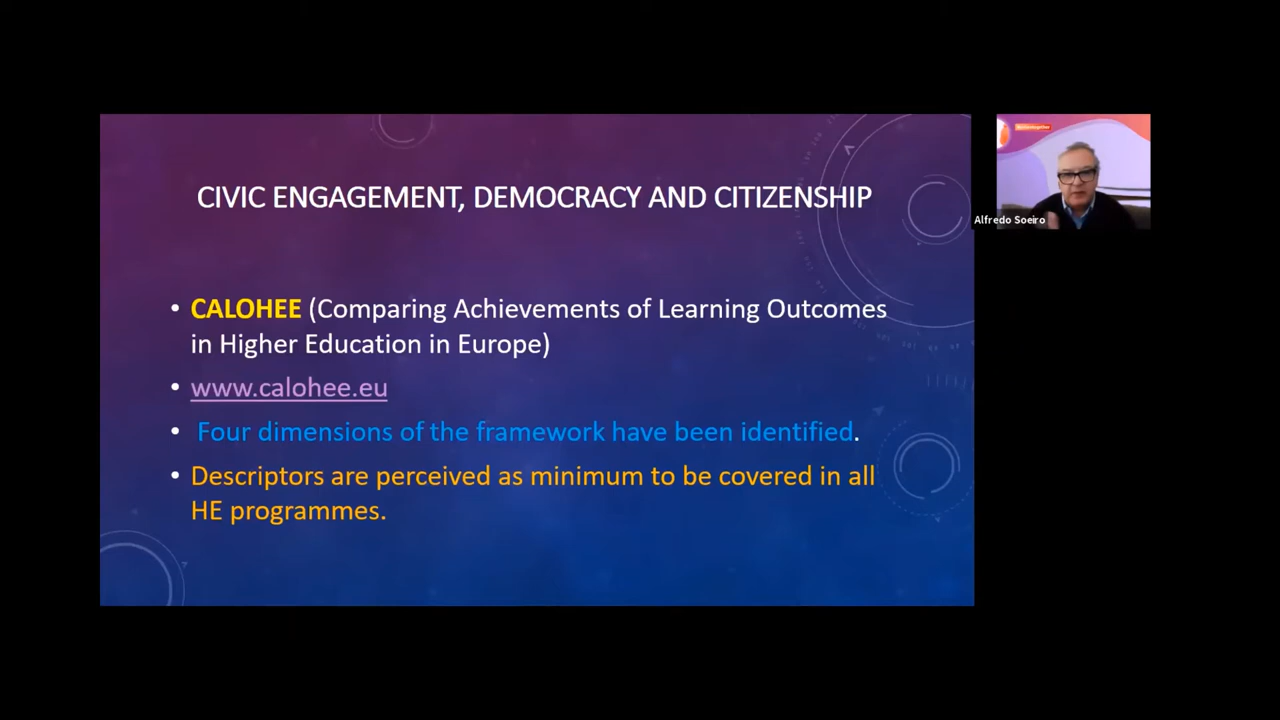 CIVIC ENGAGEMENT, DEMOCRACY AND CITIZENSHIP
• CALOHEE (Comparing Achievements of Learning Outcomes
in Higher Education in Europe)
• www.calohee.eu
• Four dimensions of the framework have been identified.
• Descriptors are perceived as minimum to be covered in all
HE programmes.
Alfredo Soeiro